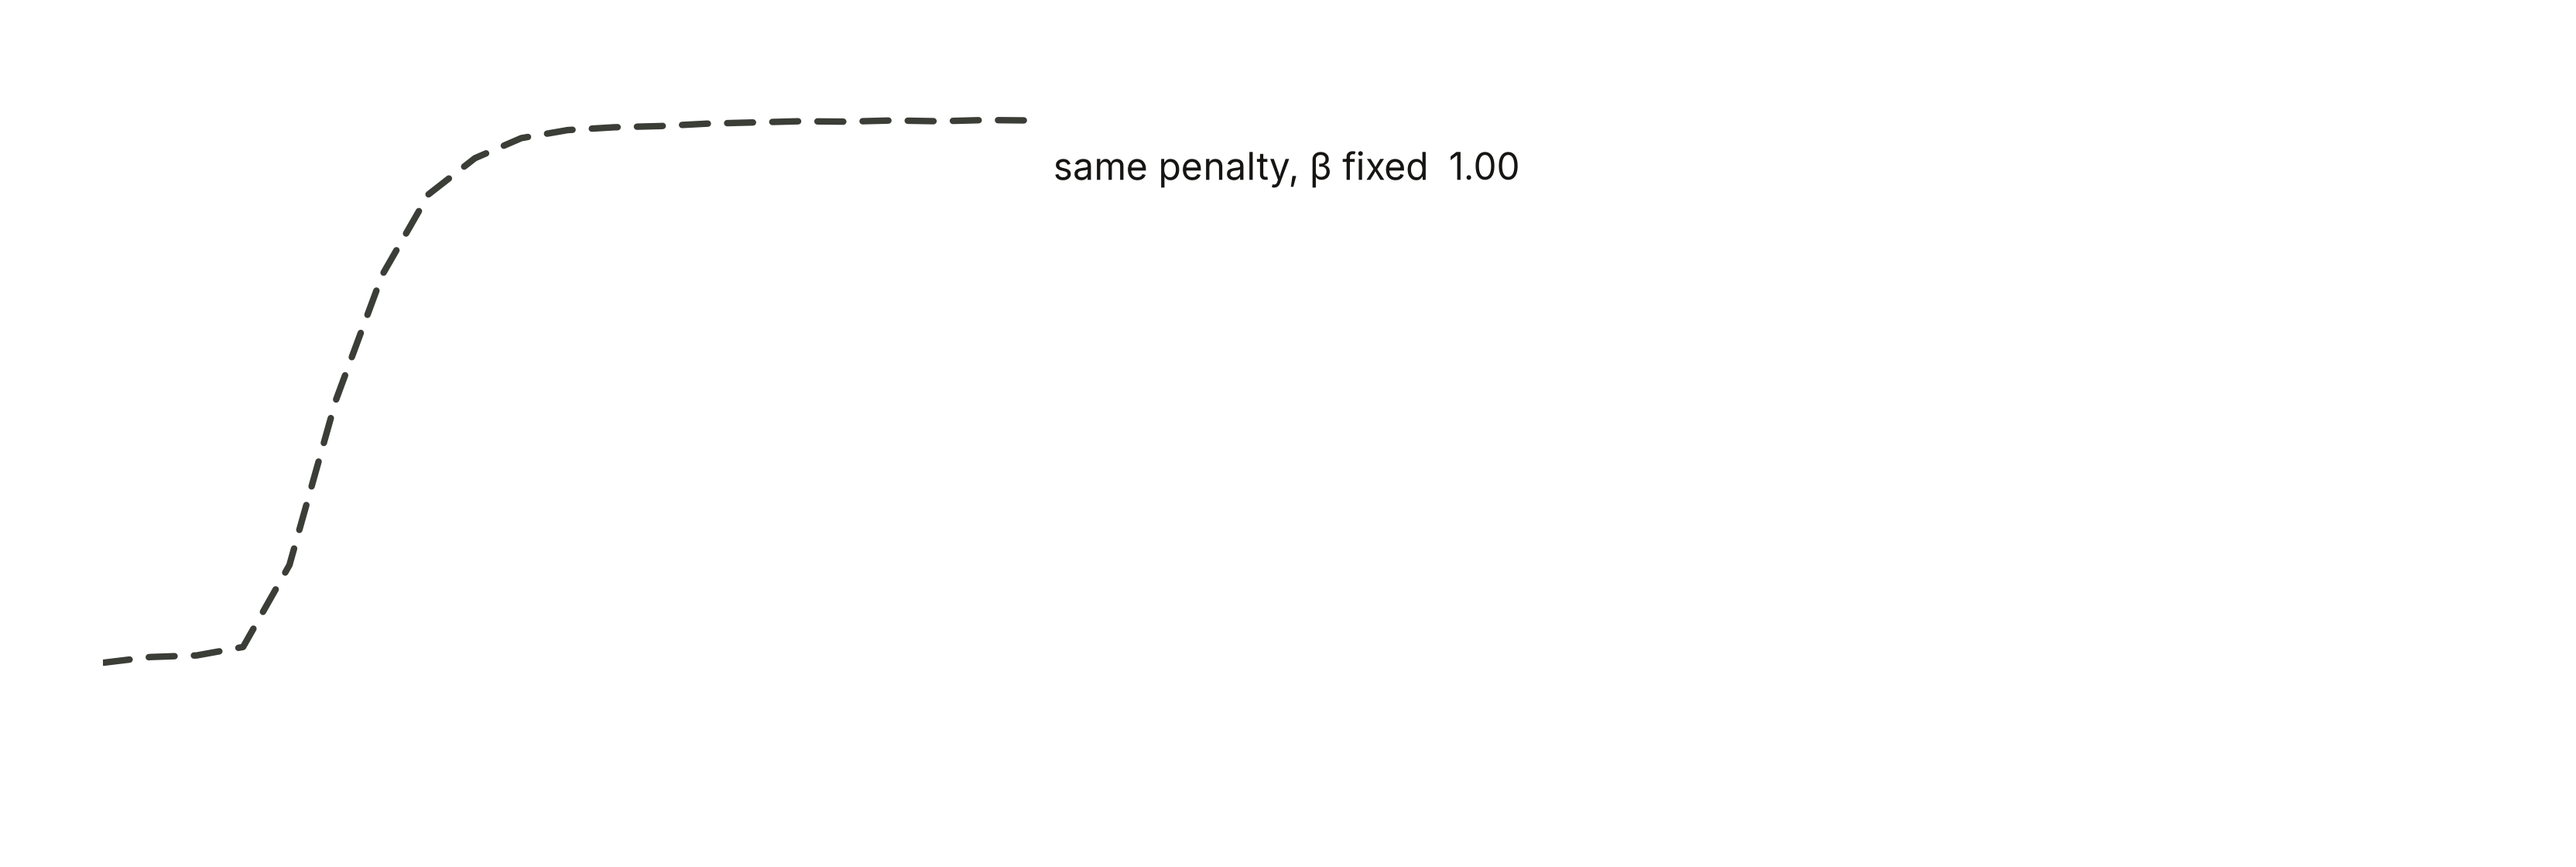 same penalty, β fixed  1.00